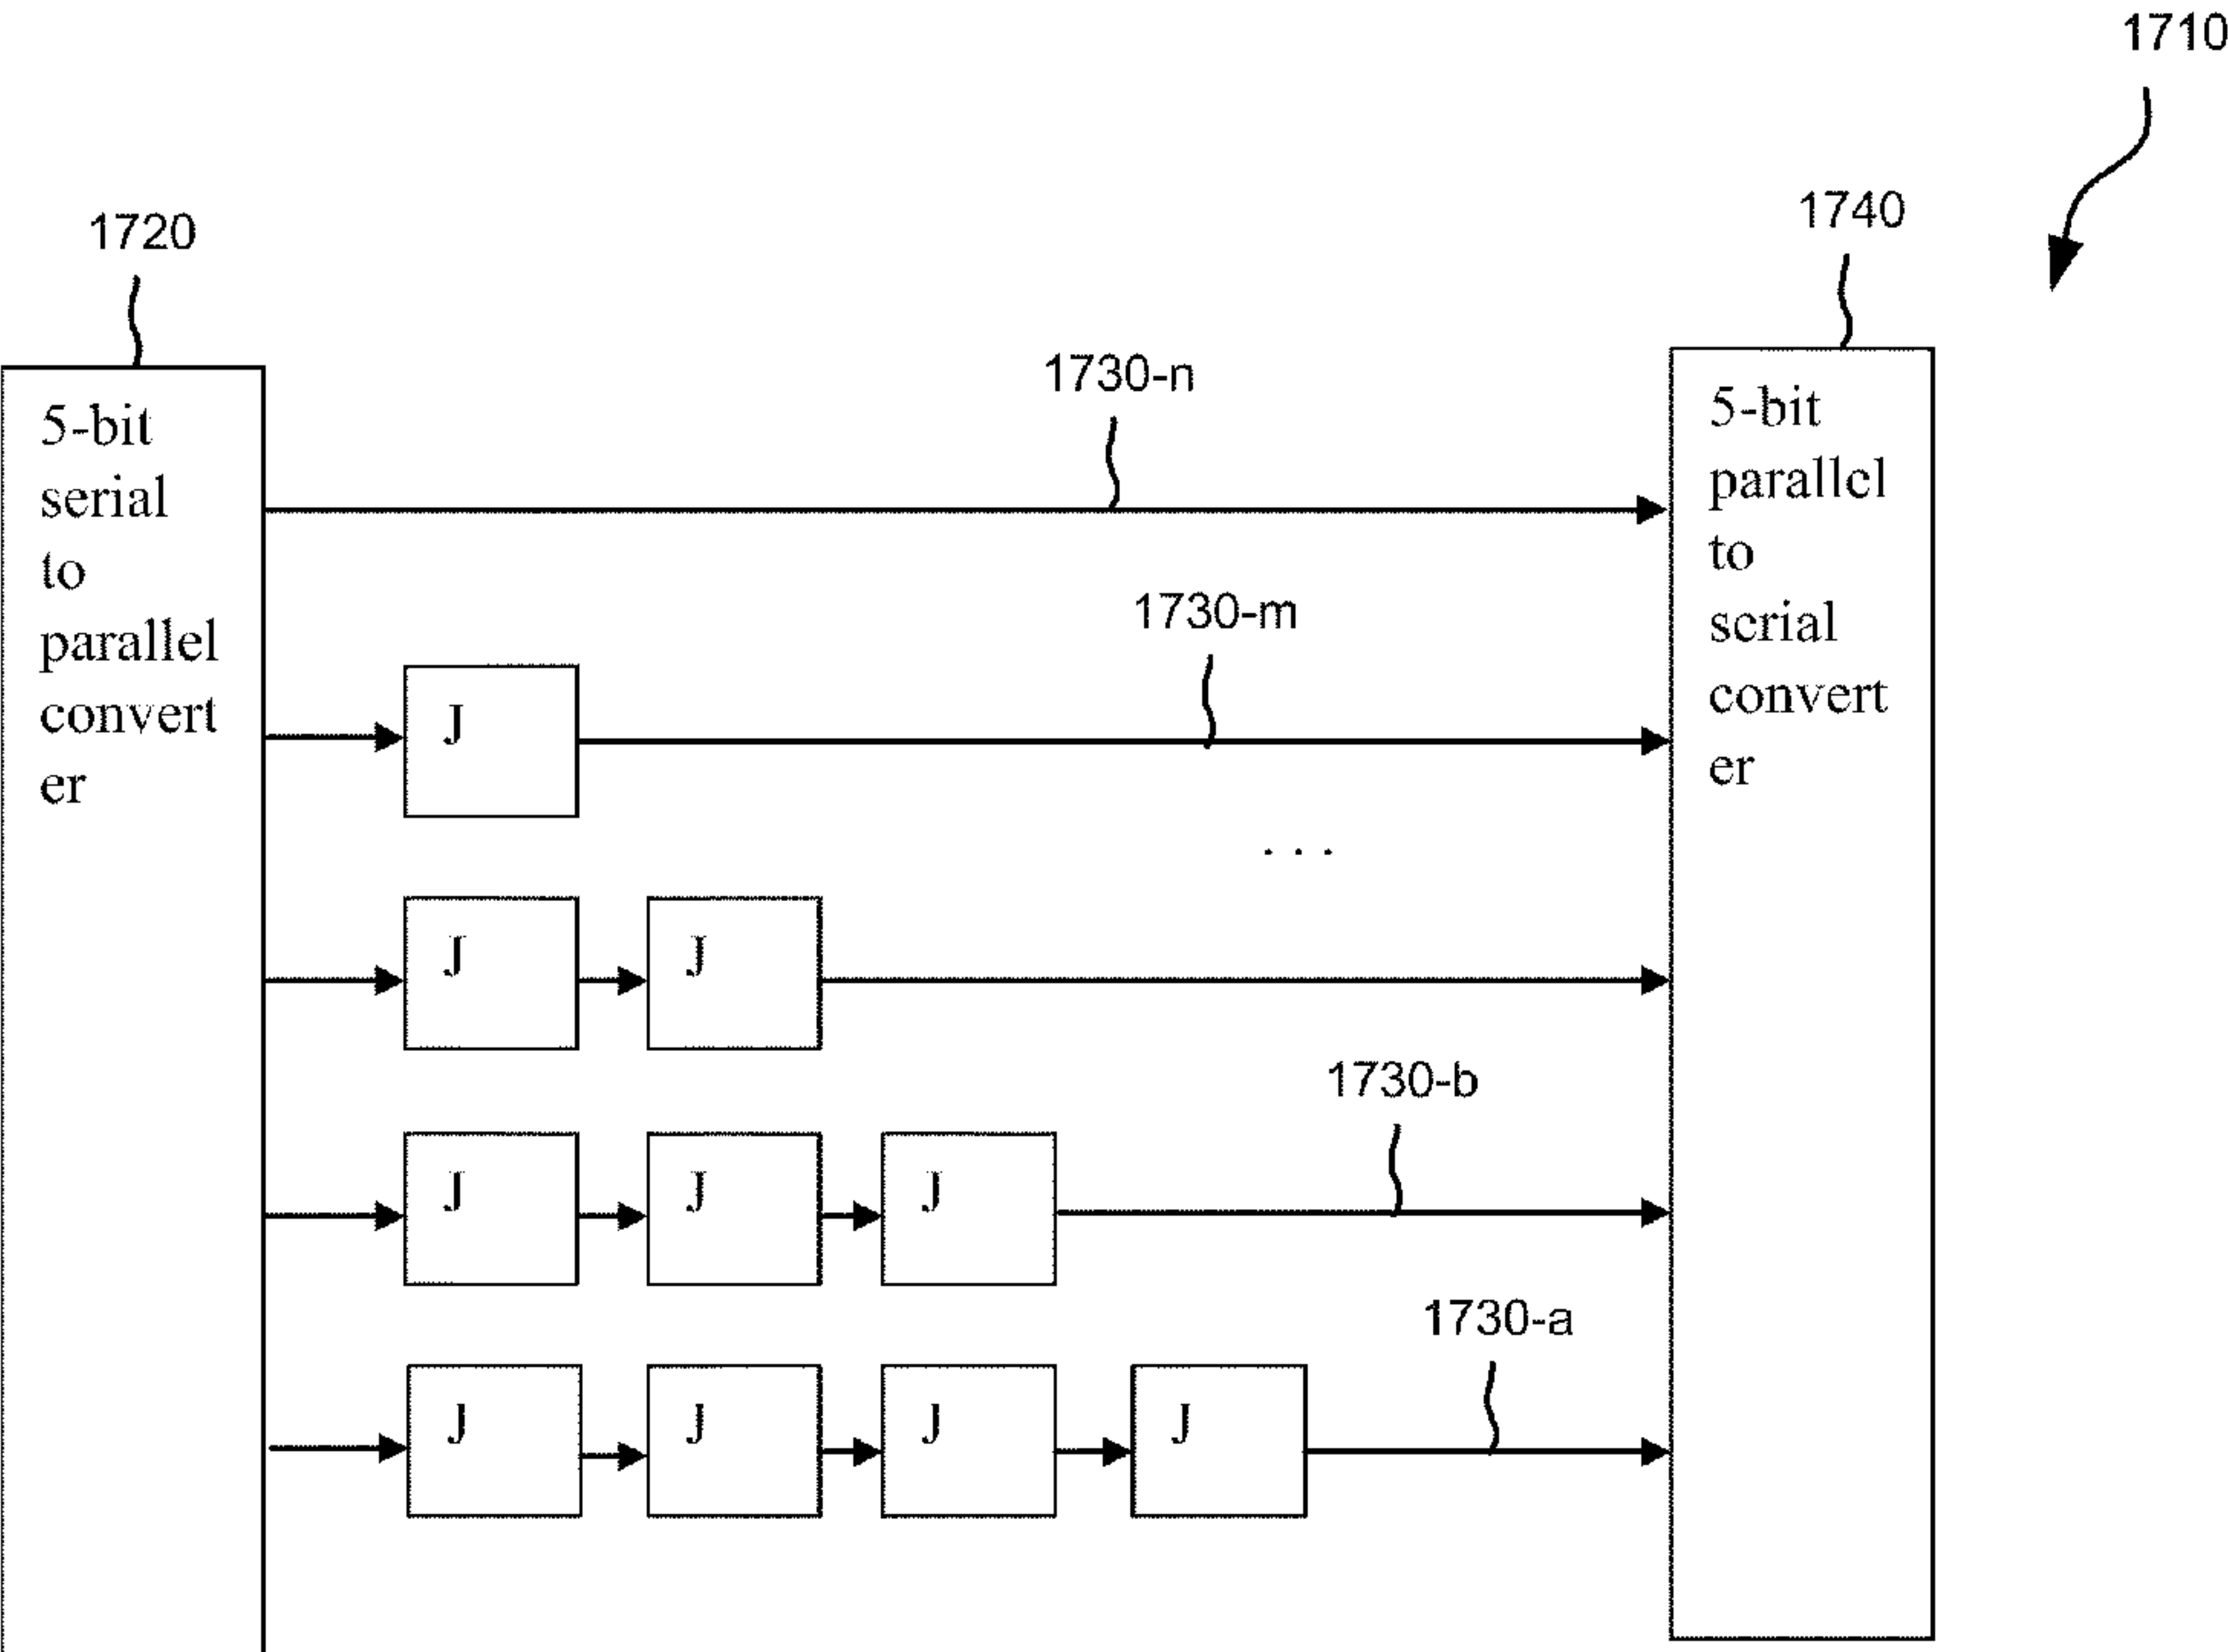 1710
1720
1740
1730-n
5-bit
serial
to
parallel
convert
er
5-bit
parallel
to
serial
convert
er
1730-m
J
. . .
J J
1730-b
J J J
1730-a
J J J J